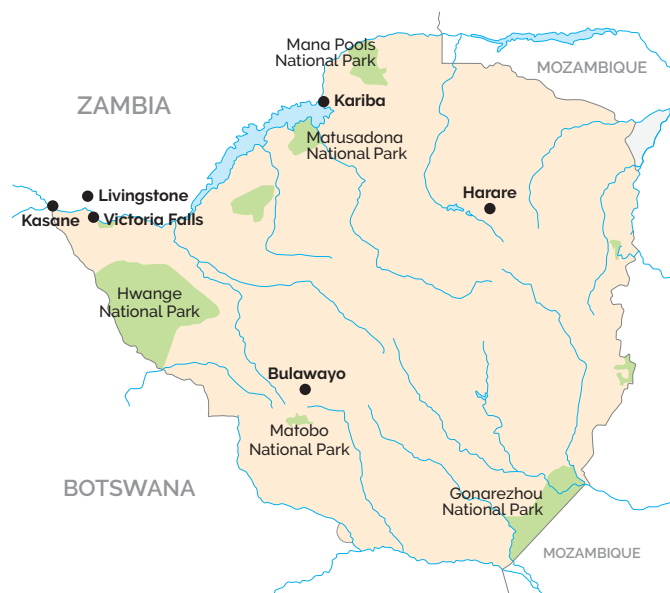 Mana Pools
National Park
MOZAMBIQUE
ZAMBIA
Kariba
Matusadona
National Park
Livingstone
Harare
Kasane
Victoria Falls
Hwange
National Park
Bulawayo
Matobo
National Park
BOTSWANA
Gonarezhou
National Park
MOZAMBIQUE